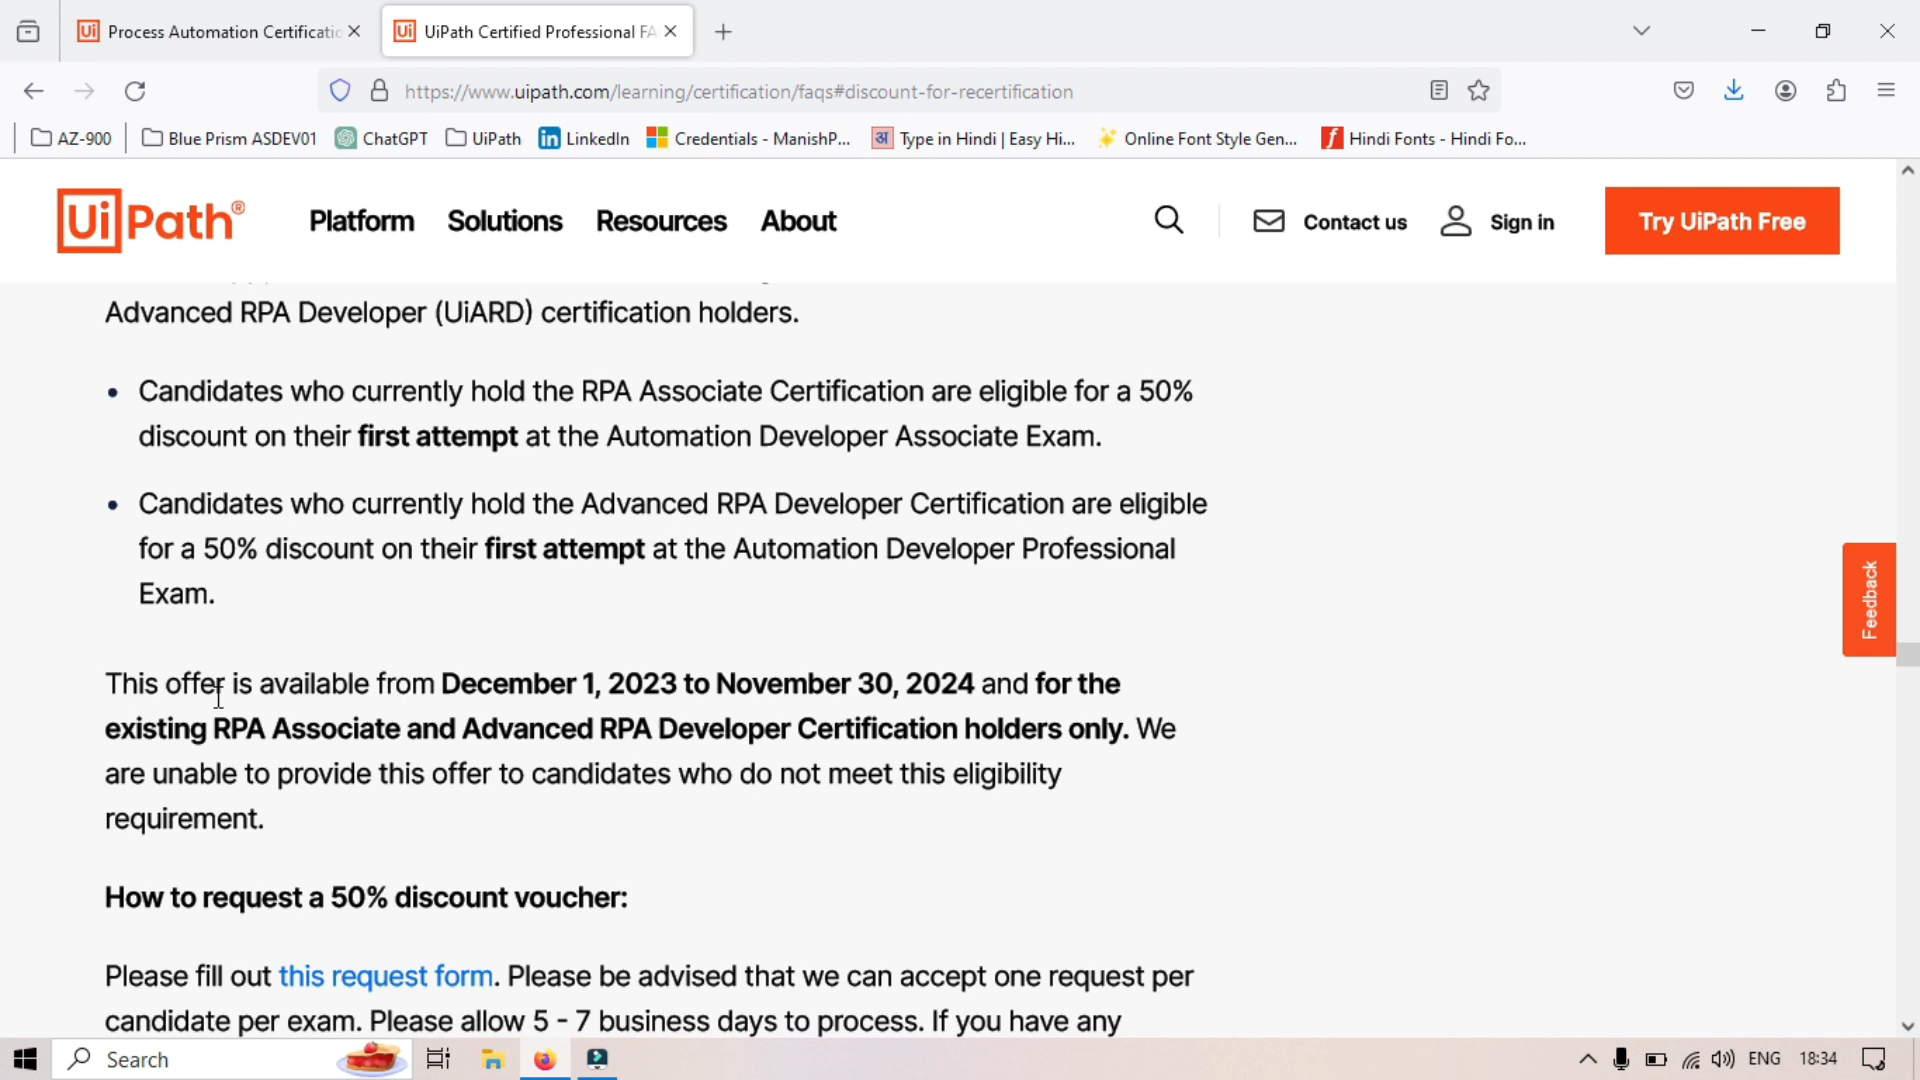 Process Automation Certificatio
UiPath Certified Professional FA
https://www.uipath.com/learning/certification/faqs#discount-for-recertification
AZ-900
Blue Prism ASDEV01
ChatGPT
UiPath
LinkedIn
Credentials - ManishP...
Type in Hindi | Easy Hi...
Online Font Style Gen...
Hindi Fonts - Hindi Fo...
UiPath®
Platform
Solutions
Resources
About
Contact us
Sign in
Try UiPath Free
Advanced RPA Developer (UiARD) certification holders.
• Candidates who currently hold the RPA Associate Certification are eligible for a 50%
discount on their first attempt at the Automation Developer Associate Exam.
• Candidates who currently hold the Advanced RPA Developer Certification are eligible
for a 50% discount on their first attempt at the Automation Developer Professional
Exam.
Feedback
This offer is available from December 1, 2023 to November 30, 2024 and for the
existing RPA Associate and Advanced RPA Developer Certification holders only. We
are unable to provide this offer to candidates who do not meet this eligibility
requirement.
How to request a 50% discount voucher:
Please fill out this request form. Please be advised that we can accept one request per
candidate per exam. Please allow 5 - 7 business days to process. If you have any
Search
ENG
18:34